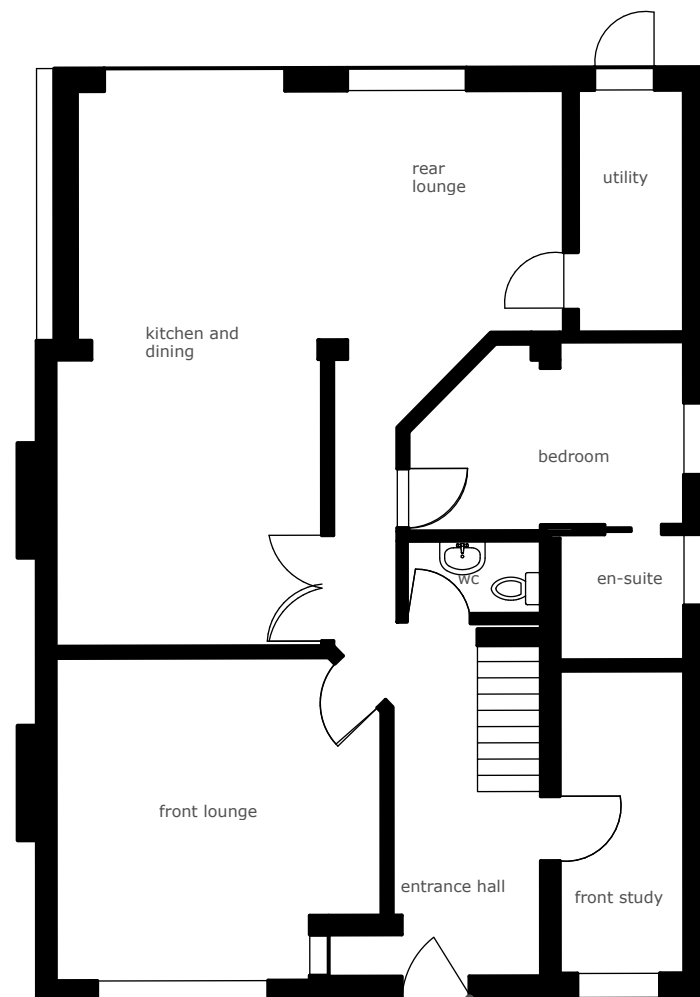 rear
lounge
utility
kitchen and
dining
bedroom
wc
en-suite
front lounge
entrance hall
front study